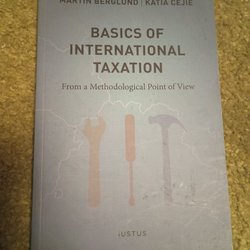 MARTIN BERGLUND | KATIA CEJIE
BASICS OF
INTERNATIONAL
TAXATION
From a Methodological Point of View
iUSTUS